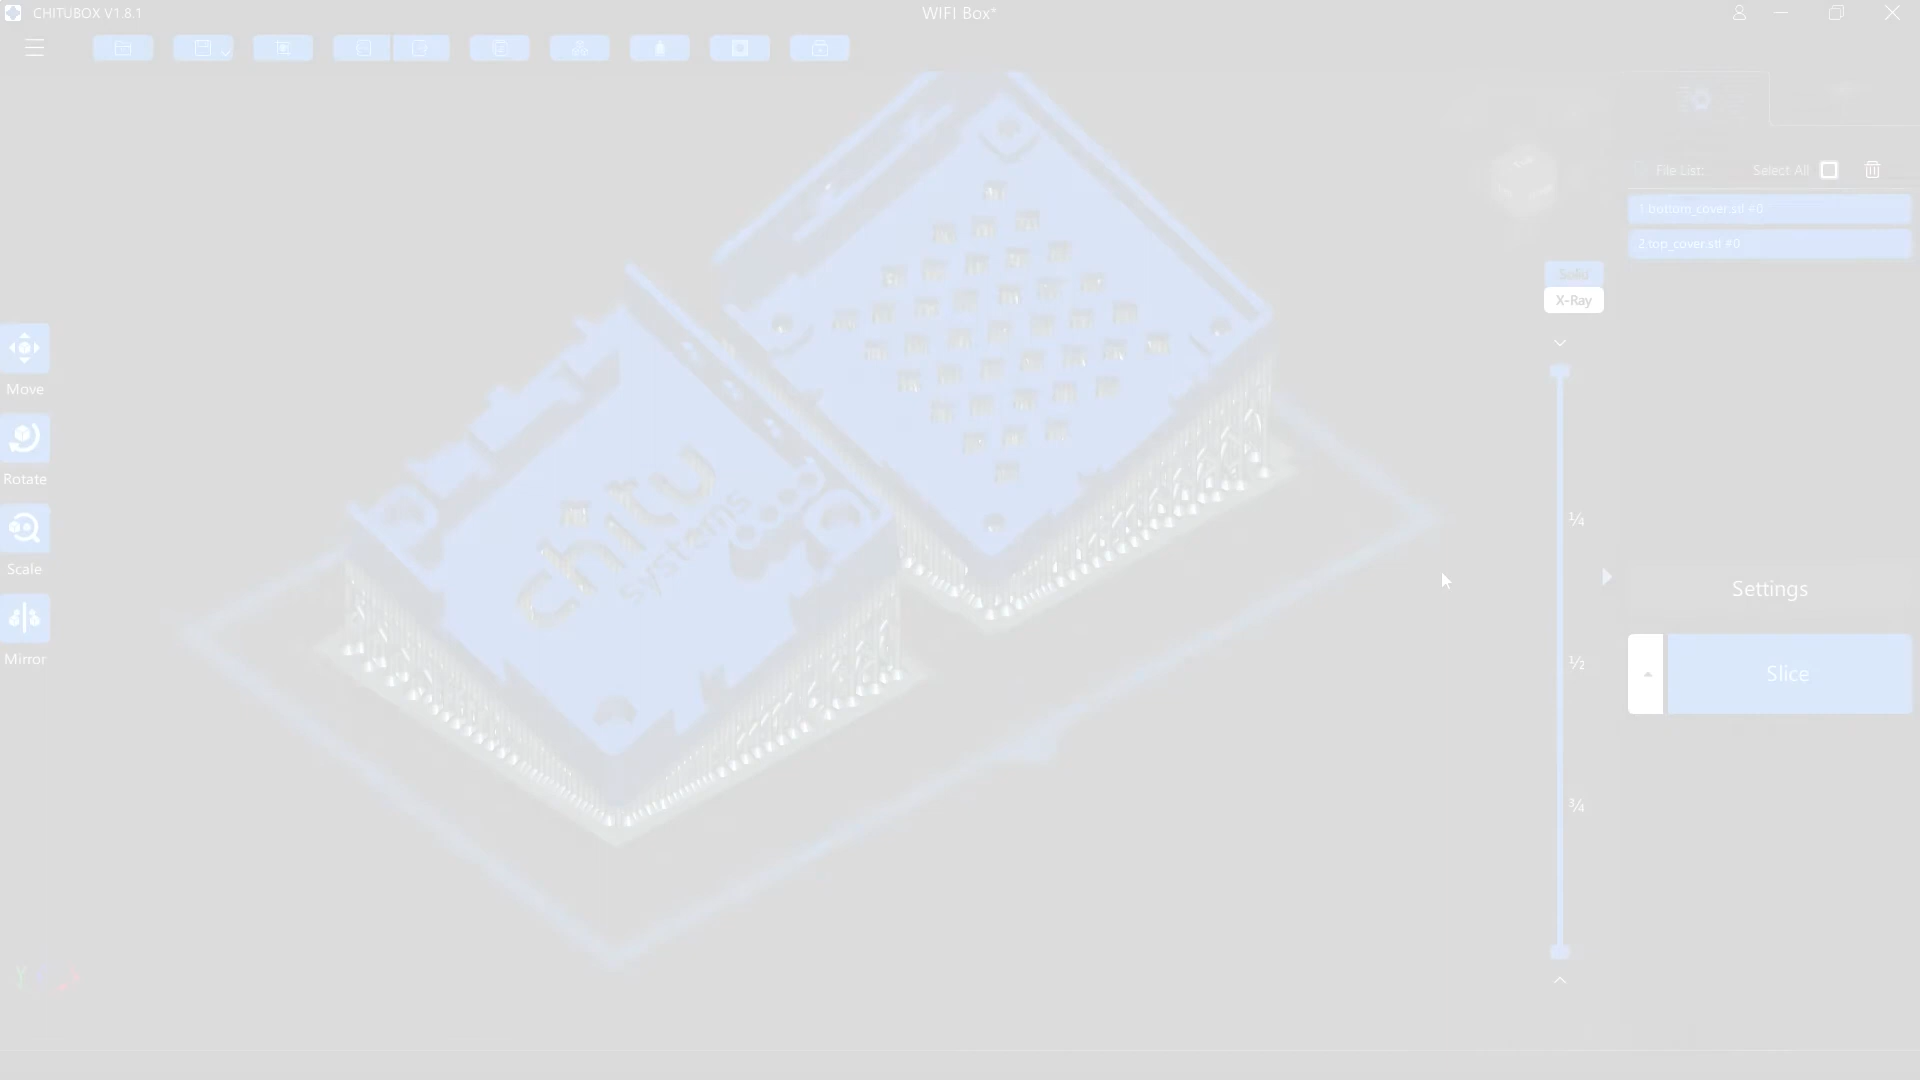 CHITUBOX V1.8.1
WIFI Box*
File List:
Select All
1.bottom_cover.stl #0
2.top_cover.stl #0
Solid
X-Ray
Move
Rotate
Scale
Mirror
chitu
systems
¼
½
¾
Settings
Slice
Y